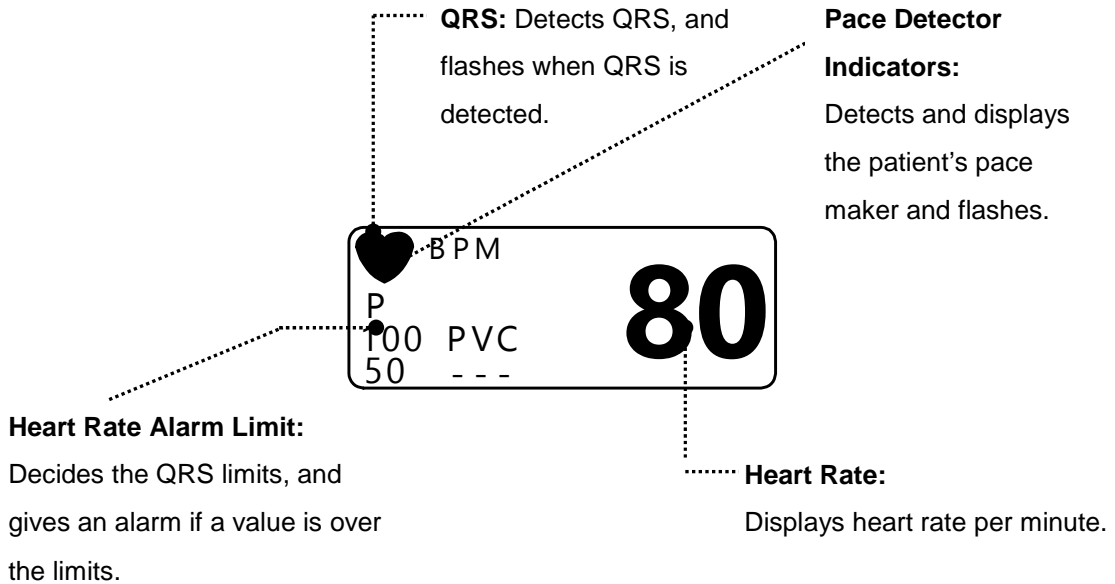 QRS: Detects QRS, and
flashes when QRS is
detected.
Pace Detector
Indicators:
Detects and displays
the patient's pace
maker and flashes.
BPM
80
P
100 PVC
50 ---
Heart Rate Alarm Limit:
Decides the QRS limits, and
gives an alarm if a value is over
the limits.
Heart Rate:
Displays heart rate per minute.